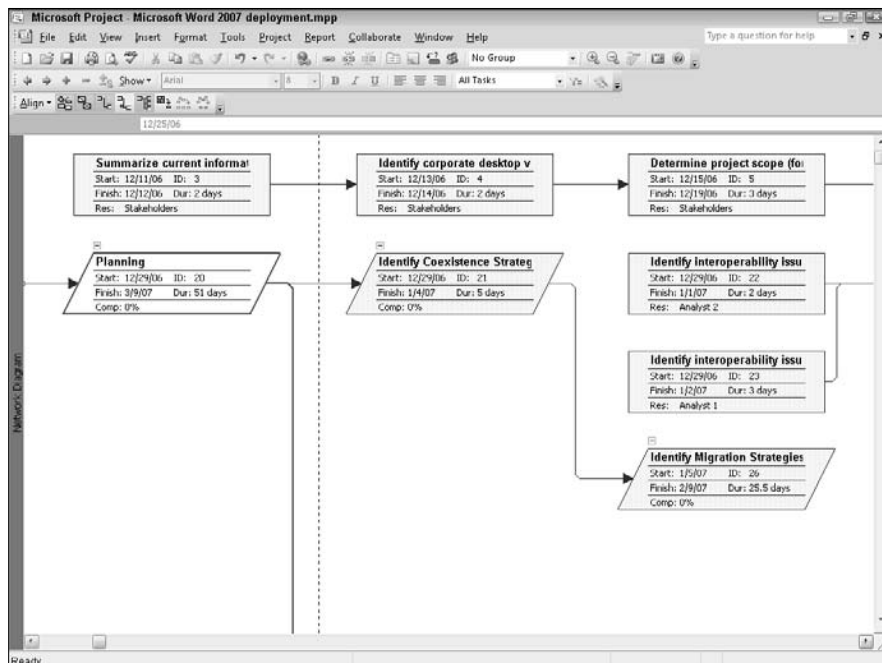 Microsoft Project - Microsoft Word 2007 deployment.mpp
File Edit View Insert Format Tools Project Report Collaborate Window Help
Type a question for help
No Group
Show
Arial
8
All Tasks
Align
12/25/06
Summarize current informat
Start: 12/11/06 ID: 3
Finish: 12/12/06 Dur: 2 days
Res: Stakeholders
Identify corporate desktop v
Start: 12/13/06 ID: 4
Finish: 12/14/06 Dur: 2 days
Res: Stakeholders
Determine project scope (for
Start: 12/15/06 ID: 5
Finish: 12/19/06 Dur: 3 days
Res: Stakeholders
Planning
Start: 12/29/06 ID: 20
Finish: 3/9/07 Dur: 51 days
Comp: 0%
Identify Coexistence Strateg
Start: 12/29/06 ID: 21
Finish: 1/4/07 Dur: 5 days
Comp: 0%
Identify interoperability issu
Start: 12/29/06 ID: 22
Finish: 1/1/07 Dur: 2 days
Res: Analyst 2
Identify interoperability issu
Start: 12/29/06 ID: 23
Finish: 1/2/07 Dur: 3 days
Res: Analyst 1
Identify Migration Strategies
Start: 1/5/07 ID: 26
Finish: 2/9/07 Dur: 25.5 days
Comp: 0%
Network Diagram
Ready